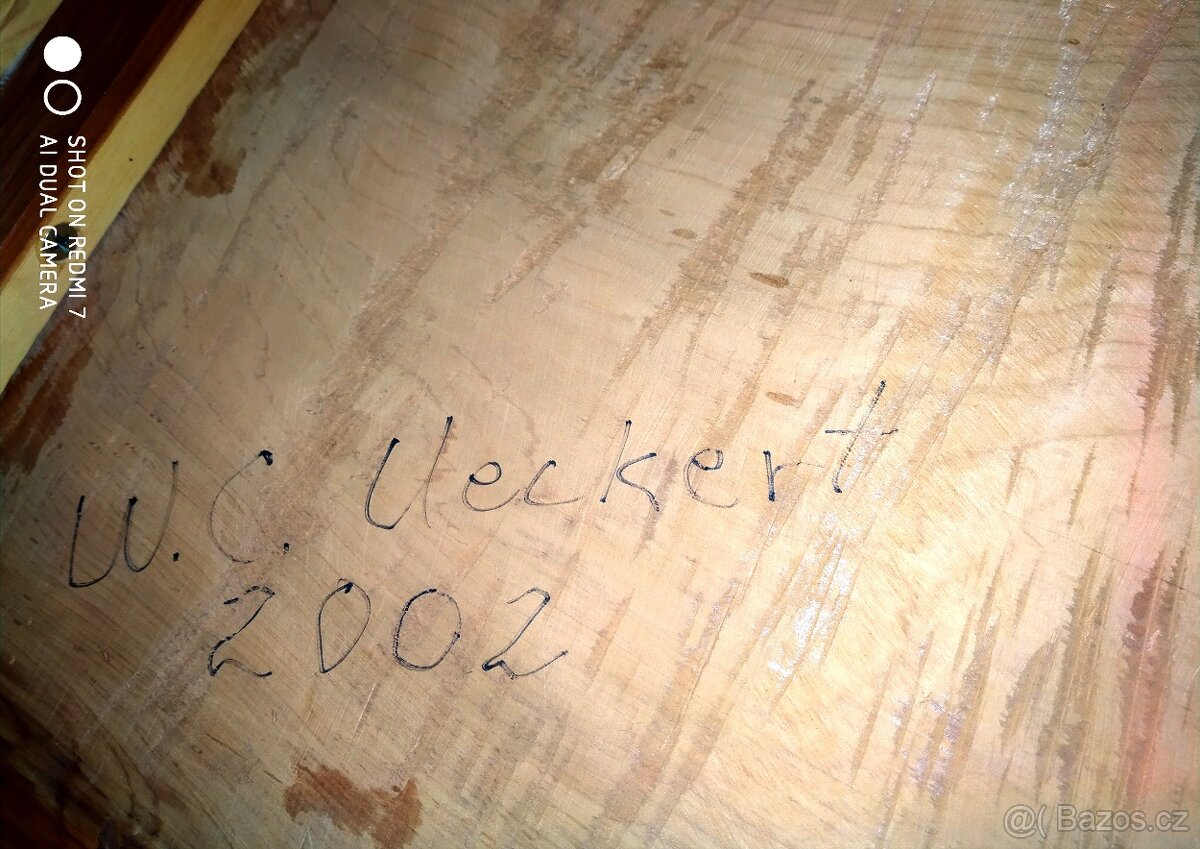 SHOT ON REDMI 7
AI DUAL CAMERA
W. C. Ueckert
2002
@( Bazos.cz